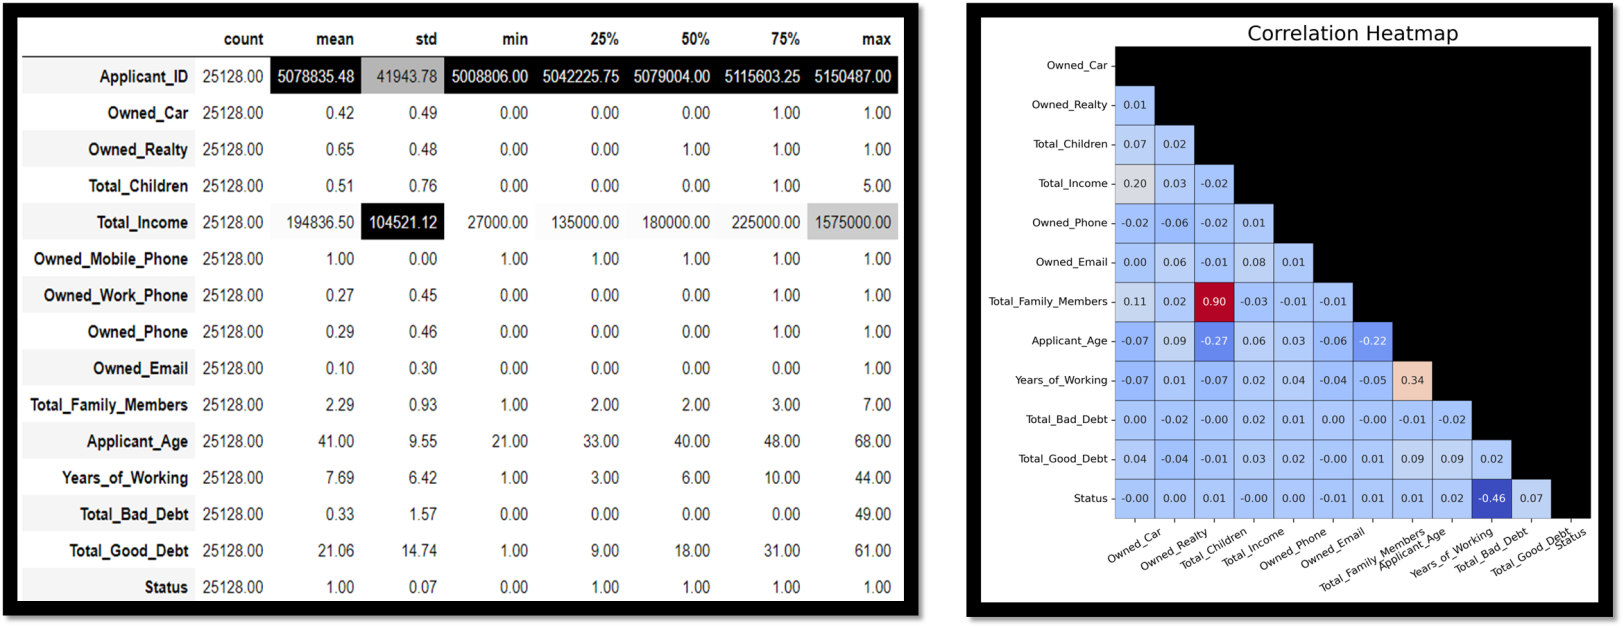 count mean std min 25% 50% 75% max
Applicant_ID 25128.00 5078835.48 41943.78 5008806.00 5042225.75 5079004.00 5115603.25 5150487.00
Owned_Car 25128.00 0.42 0.49 0.00 0.00 0.00 1.00 1.00
Owned_Realty 25128.00 0.65 0.48 0.00 0.00 1.00 1.00 1.00
Total_Children 25128.00 0.51 0.76 0.00 0.00 0.00 1.00 5.00
Total_Income 25128.00 194836.50 104521.12 27000.00 135000.00 180000.00 225000.00 1575000.00
Owned_Mobile_Phone 25128.00 1.00 0.00 1.00 1.00 1.00 1.00 1.00
Owned_Work_Phone 25128.00 0.27 0.45 0.00 0.00 0.00 1.00 1.00
Owned_Phone 25128.00 0.29 0.46 0.00 0.00 0.00 1.00 1.00
Owned_Email 25128.00 0.10 0.30 0.00 0.00 0.00 0.00 1.00
Total_Family_Members 25128.00 2.29 0.93 1.00 2.00 2.00 3.00 7.00
Applicant_Age 25128.00 41.00 9.55 21.00 33.00 40.00 48.00 68.00
Years_of_Working 25128.00 7.69 6.42 1.00 3.00 6.00 10.00 44.00
Total_Bad_Debt 25128.00 0.33 1.57 0.00 0.00 0.00 0.00 49.00
Total_Good_Debt 25128.00 21.06 14.74 1.00 9.00 18.00 31.00 61.00
Status 25128.00 1.00 0.07 0.00 1.00 1.00 1.00 1.00
Correlation Heatmap
Owned_Car
Owned_Realty 0.01
Total_Children 0.07 0.02
Total_Income 0.20 0.03 -0.02
Owned_Phone -0.02 -0.06 -0.02 0.01
Owned_Email 0.00 0.06 -0.01 0.08 0.01
Total_Family_Members 0.11 0.02 0.90 -0.03 -0.01 -0.01
Applicant_Age -0.07 0.09 -0.27 0.06 0.03 -0.06 -0.22
Years_of_Working -0.07 0.01 -0.07 0.02 0.04 -0.04 -0.05 0.34
Total_Bad_Debt 0.00 -0.02 -0.00 0.02 0.01 0.00 -0.00 -0.01 -0.02
Total_Good_Debt 0.04 -0.04 -0.01 0.03 0.02 -0.00 0.01 0.09 0.09 0.02
Status -0.00 0.00 0.01 -0.00 0.00 -0.01 0.01 0.01 0.02 -0.46 0.07
Owned_Car Owned_Realty Total_Children Total_Income Owned_Phone Owned_Email Total_Family_Members Applicant_Age Years_of_Working Total_Bad_Debt Total_Good_Debt Status